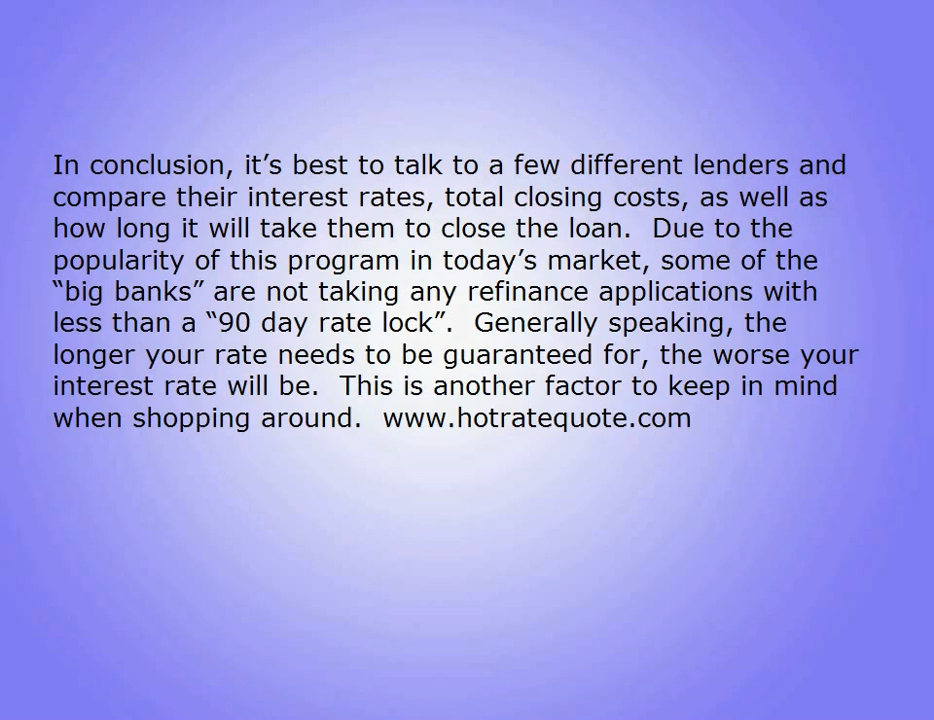 In conclusion, it’s best to talk to a few different lenders and
compare their interest rates, total closing costs, as well as
how long it will take them to close the loan.  Due to the
popularity of this program in today’s market, some of the
“big banks” are not taking any refinance applications with
less than a “90 day rate lock”.  Generally speaking, the
longer your rate needs to be guaranteed for, the worse your
interest rate will be.  This is another factor to keep in mind
when shopping around.  www.hotratequote.com